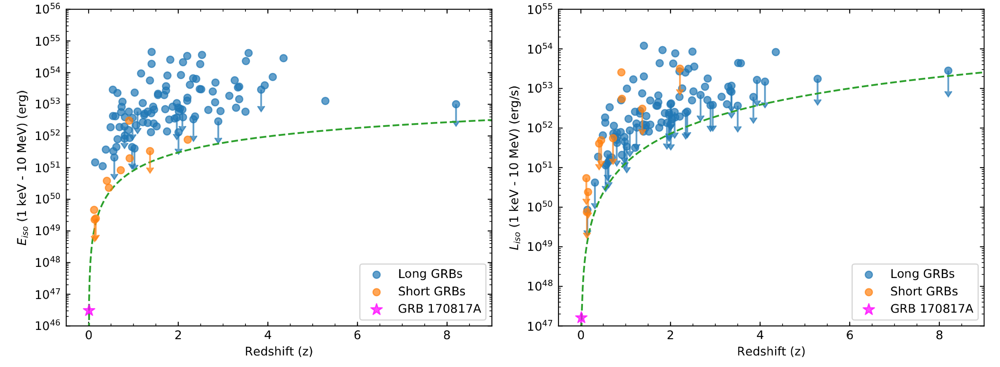 10^56
10^55
10^54
10^53
10^52
10^51
10^50
10^49
10^48
10^47
10^46
E_iso (1 keV - 10 MeV) (erg)
0 2 4 6 8
Redshift (z)
Long GRBs
Short GRBs
GRB 170817A
10^55
10^54
10^53
10^52
10^51
10^50
10^49
10^48
10^47
L_iso (1 keV - 10 MeV) (erg/s)
0 2 4 6 8
Redshift (z)
Long GRBs
Short GRBs
GRB 170817A